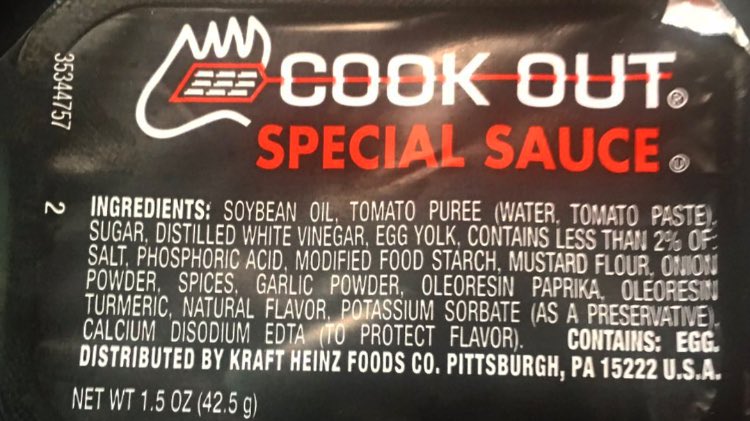 COOK OUT®
SPECIAL SAUCE Ⓤ
35344757
2
INGREDIENTS: SOYBEAN OIL, TOMATO PUREE (WATER, TOMATO PASTE),
SUGAR, DISTILLED WHITE VINEGAR, EGG YOLK, CONTAINS LESS THAN 2% OF:
SALT, PHOSPHORIC ACID, MODIFIED FOOD STARCH, MUSTARD FLOUR, ONION
POWDER, SPICES, GARLIC POWDER, OLEORESIN PAPRIKA, OLEORESIN
TURMERIC, NATURAL FLAVOR, POTASSIUM SORBATE (AS A PRESERVATIVE),
CALCIUM DISODIUM EDTA (TO PROTECT FLAVOR). CONTAINS: EGG.
DISTRIBUTED BY KRAFT HEINZ FOODS CO. PITTSBURGH, PA 15222 U.S.A.
NET WT 1.5 OZ (42.5 g)